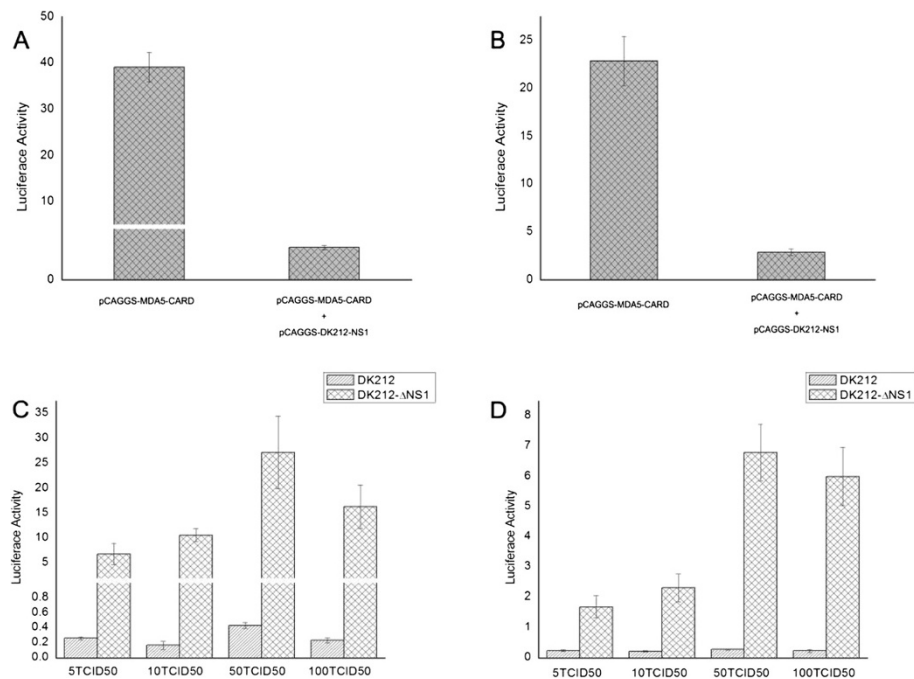 A
50
40
30
20
10
0
Luciferace Activity
pCAGGS-MDA5-CARD
pCAGGS-MDA5-CARD
+
pCAGGS-DK212-NS1
B
25
20
15
10
5
0
Luciferace Activity
pCAGGS-MDA5-CARD
pCAGGS-MDA5-CARD
+
pCAGGS-DK212-NS1
C
DK212
DK212-ΔNS1
35
30
25
20
15
10
5
0.8
0.6
0.4
0.2
0.0
Luciferace Activity
5TCID50
10TCID50
50TCID50
100TCID50
D
DK212
DK212-ΔNS1
8
7
6
5
4
3
2
1
0
Luciferace Activity
5TCID50
10TCID50
50TCID50
100TCID50